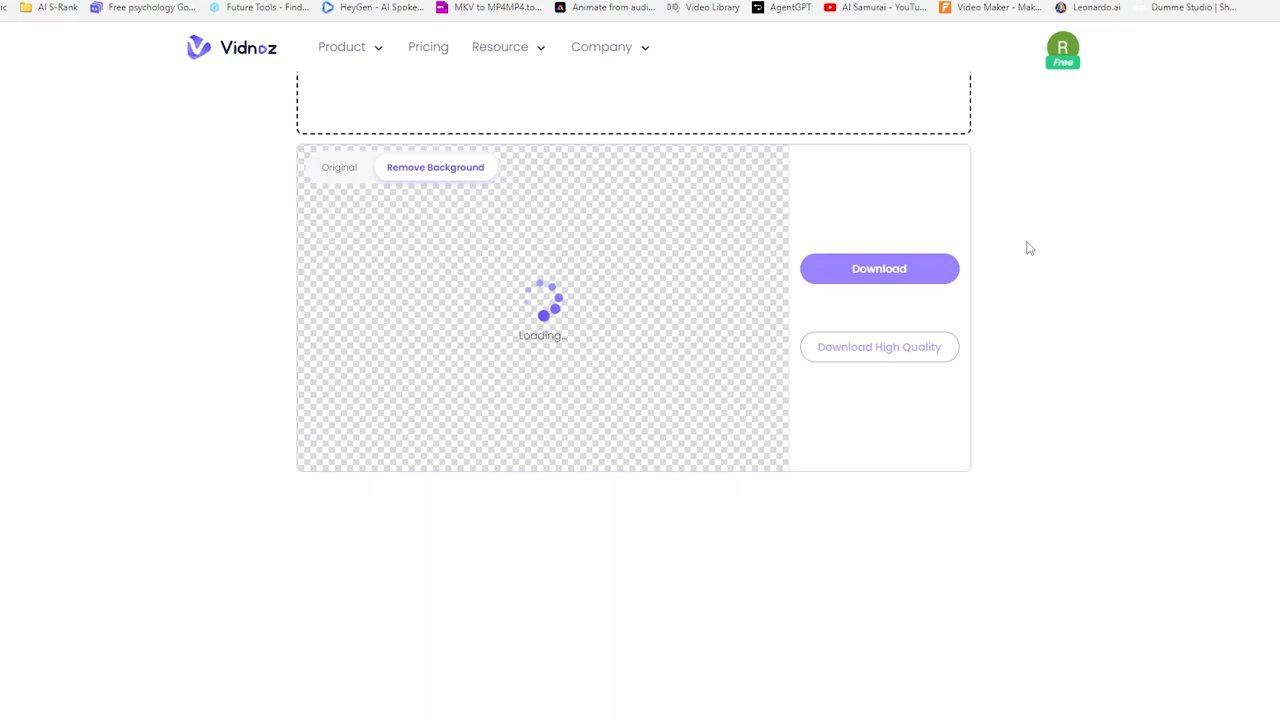 AI S-Rank
Free psychology Go...
Future Tools - Find...
HeyGen - AI Spoke...
MKV to MP4MP4.to...
Animate from audi...
Video Library
AgentGPT
AI Samurai - YouTu...
Video Maker - Mak...
Leonardo.ai
Dumme Studio | Sh...
Vidnoz
Product
Pricing
Resource
Company
R
Free
Original
Remove Background
Loading...
Download
Download High Quality